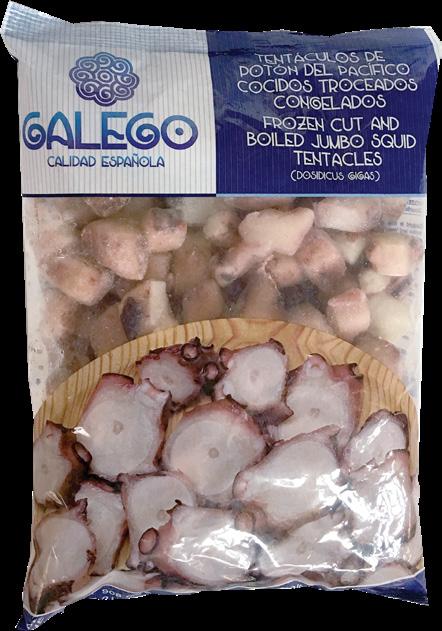 GALEGO
CALIDAD ESPAÑOLA
TENTÁCULOS DE
POTÓN DEL PACÍFICO
COCIDOS TROCEADOS
CONGELADOS
FROZEN CUT AND
BOILED JUMBO SQUID
TENTACLES
(DOSIDICUS GIGAS)